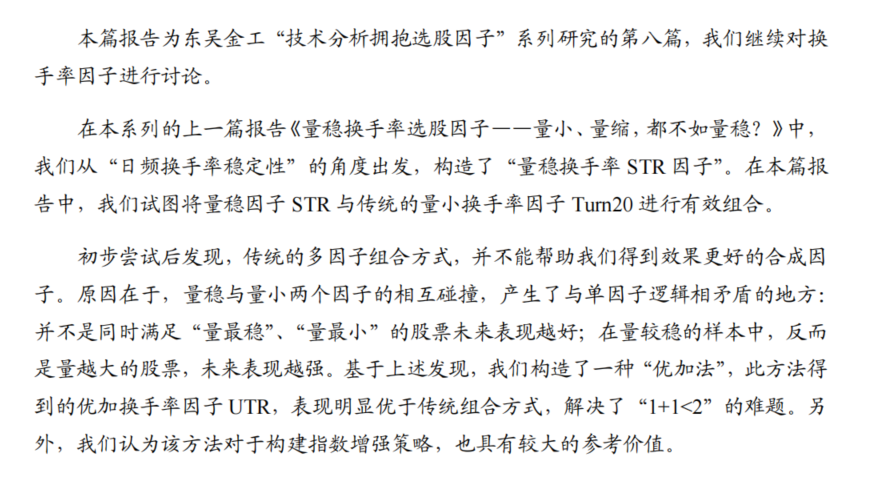 本篇报告为东吴金工“技术分析拥抱选股因子”系列研究的第八篇，我们继续对换
手率因子进行讨论。
在本系列的上一篇报告《量稳换手率选股因子——量小、量缩，都不如量稳？》中，
我们从“日频换手率稳定性”的角度出发，构造了“量稳换手率 STR 因子”。在本篇报
告中，我们试图将量稳因子 STR 与传统的量小换手率因子 Turn20 进行有效组合。
初步尝试后发现，传统的多因子组合方式，并不能帮助我们得到效果更好的合成因
子。原因在于，量稳与量小两个因子的相互碰撞，产生了与单因子逻辑相矛盾的地方：
并不是同时满足“量最稳”、“量最小”的股票未来表现越好；在量较稳的样本中，反而
是量越大的股票，未来表现越强。基于上述发现，我们构造了一种“优加法”，此方法得
到的优加换手率因子 UTR，表现明显优于传统组合方式，解决了“1+1<2”的难题。另
外，我们认为该方法对于构建指数增强策略，也具有较大的参考价值。